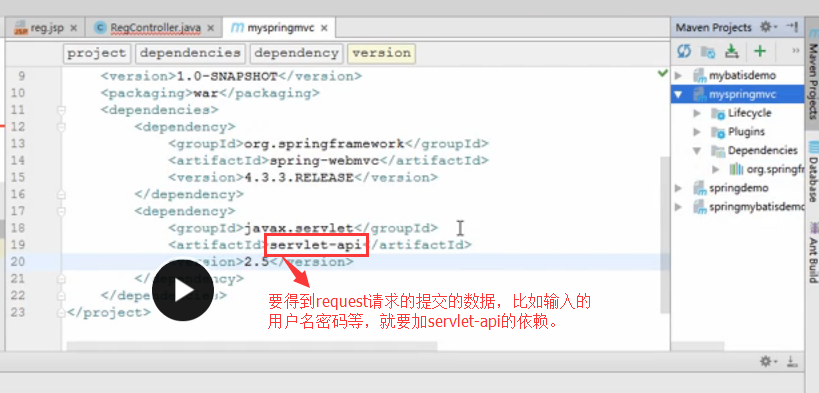 reg.jsp RegController.java myspringmvc Maven Projects
project dependencies dependency version
9 <version>1.0-SNAPSHOT</version>
10 <packaging>war</packaging>
11 <dependencies>
12 <dependency>
13 <groupId>org.springframework</groupId>
14 <artifactId>spring-webmvc</artifactId>
15 <version>4.3.3.RELEASE</version>
16 </dependency>
17 <dependency>
18 <groupId>javax.servlet</groupId>
19 <artifactId>servlet-api</artifactId>
20 version>2.5</version>
21 </dependency>
22 </dependencies>
23 </project>
要得到request请求的提交的数据，比如输入的
用户名密码等，就要加servlet-api的依赖。
mybatisdemo
myspringmvc
Lifecycle
Plugins
Dependencies
org.springf
springdemo
springmybatisdemo
Maven Projects
Database
Ant Build